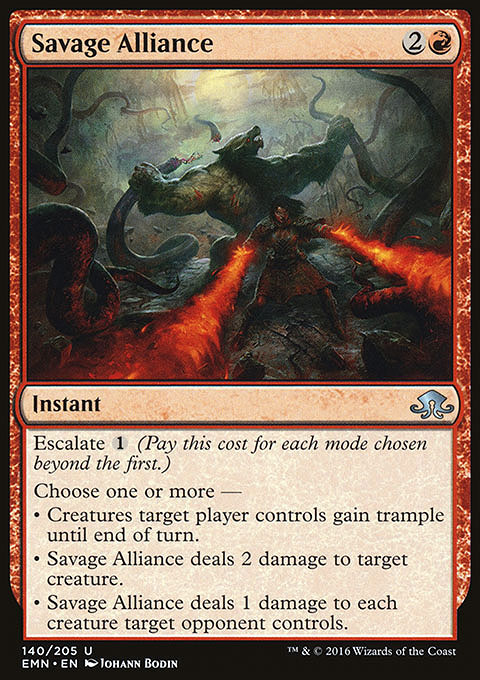 Savage Alliance 2
Instant
Escalate 1 (Pay this cost for each mode chosen
beyond the first.)
Choose one or more —
• Creatures target player controls gain trample
until end of turn.
• Savage Alliance deals 2 damage to target
creature.
• Savage Alliance deals 1 damage to each
creature target opponent controls.
140/205 U
EMN • EN Johann Bodin
™ & © 2016 Wizards of the Coast